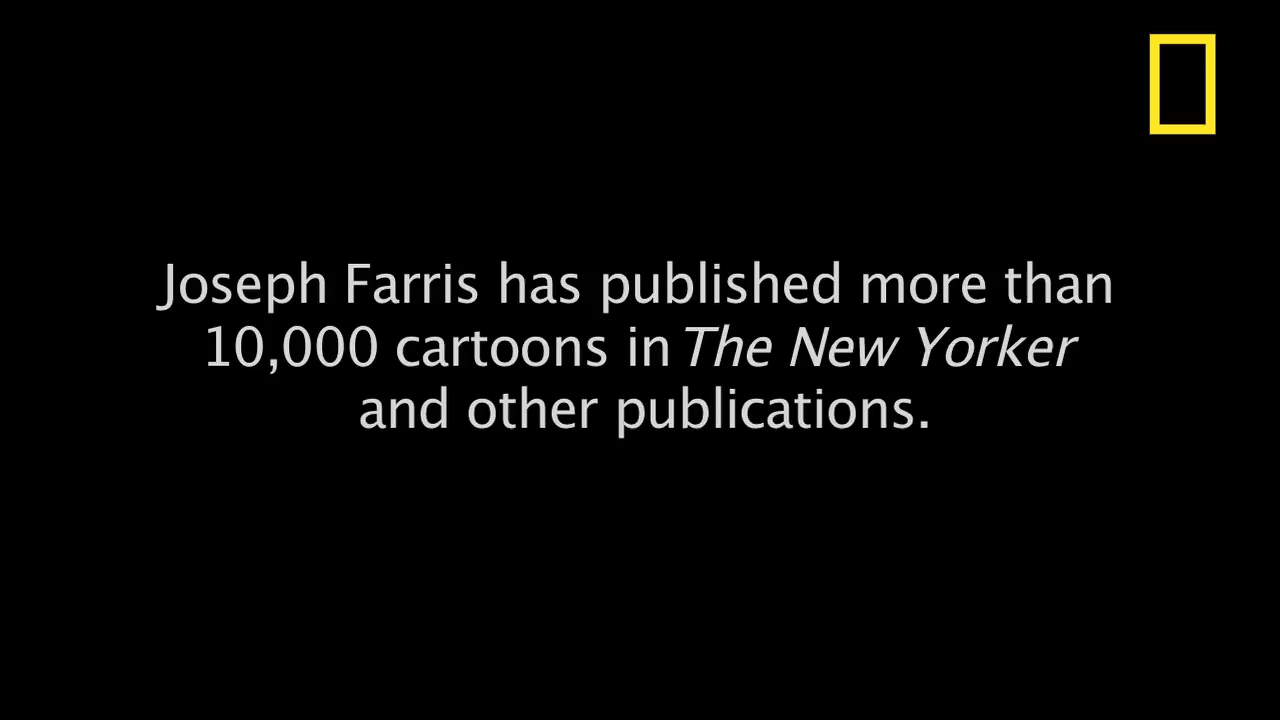 Joseph Farris has published more than
10,000 cartoons in The New Yorker
and other publications.